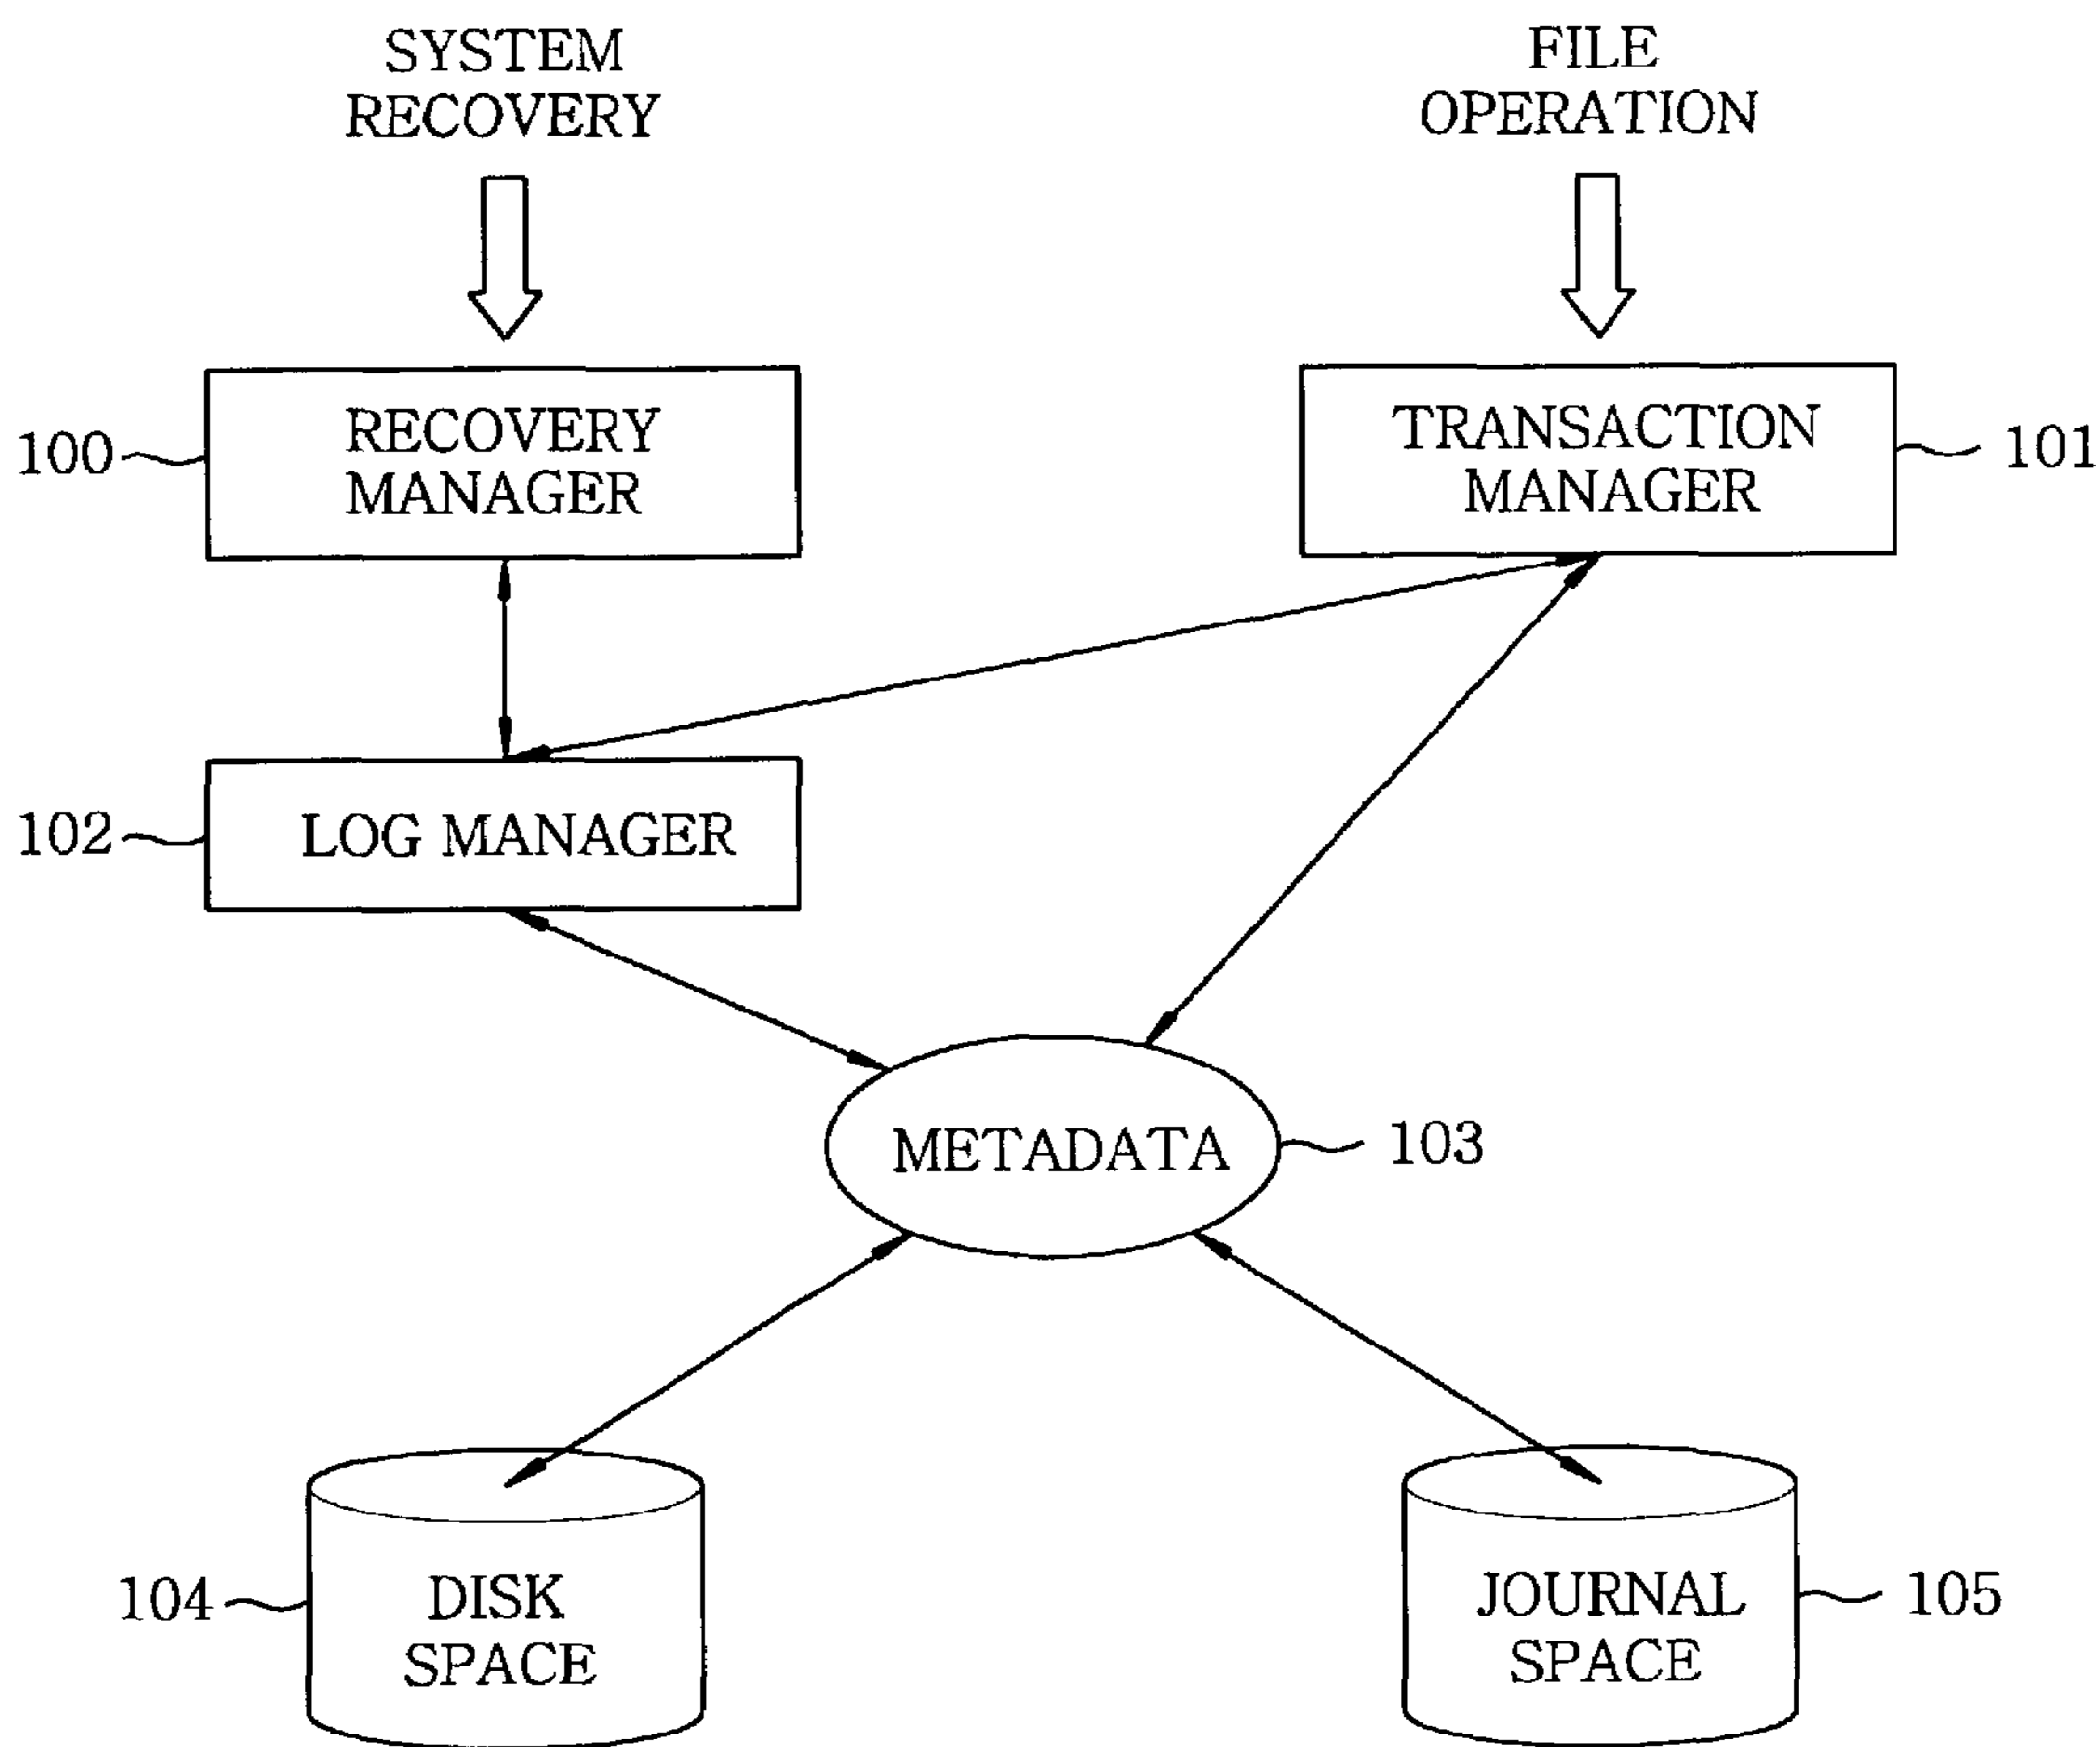 SYSTEM
RECOVERY
FILE
OPERATION
100
RECOVERY
MANAGER
TRANSACTION
MANAGER
101
102
LOG MANAGER
METADATA
103
104
DISK
SPACE
JOURNAL
SPACE
105